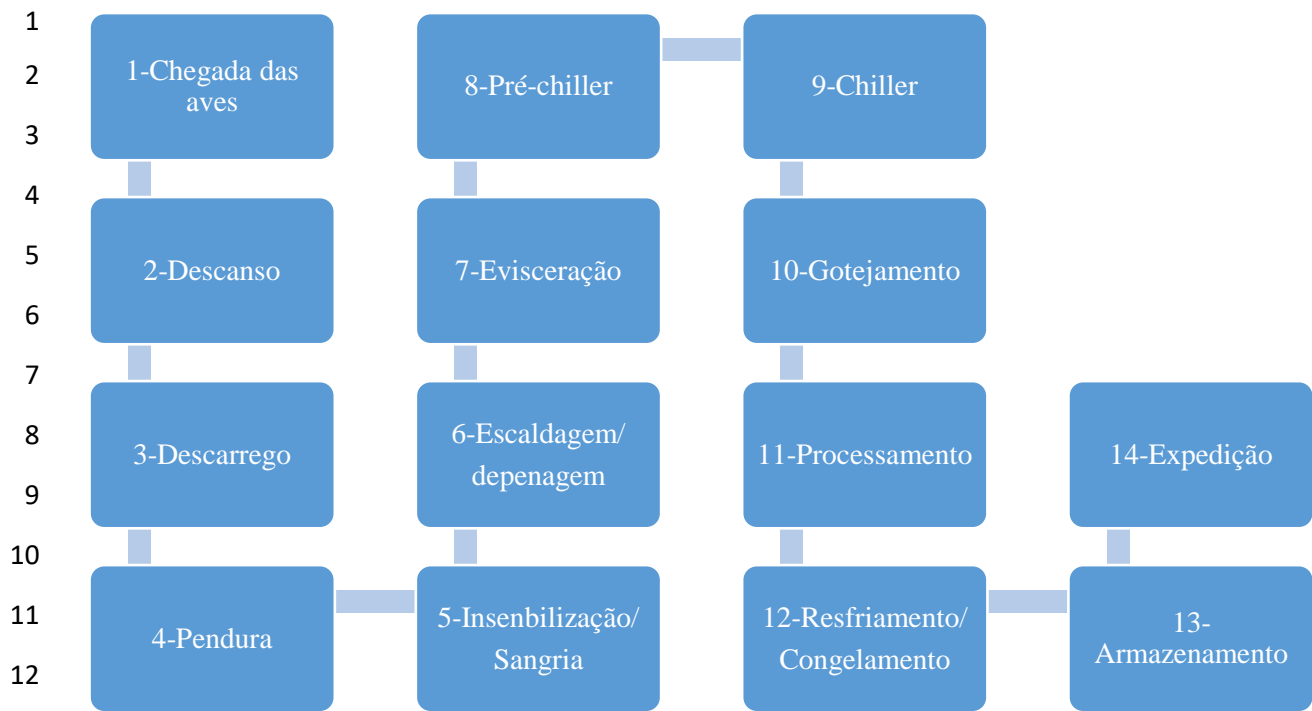 1
2
3
4
5
6
7
8
9
10
11
12
1-Chegada das
aves
2-Descanso
3-Descarrego
4-Pendura
5-Insenbilização/
Sangria
6-Escaldagem/
depenagem
7-Evisceração
8-Pré-chiller
9-Chiller
10-Gotejamento
11-Processamento
12-Resfriamento/
Congelamento
13-
Armazenamento
14-Expedição